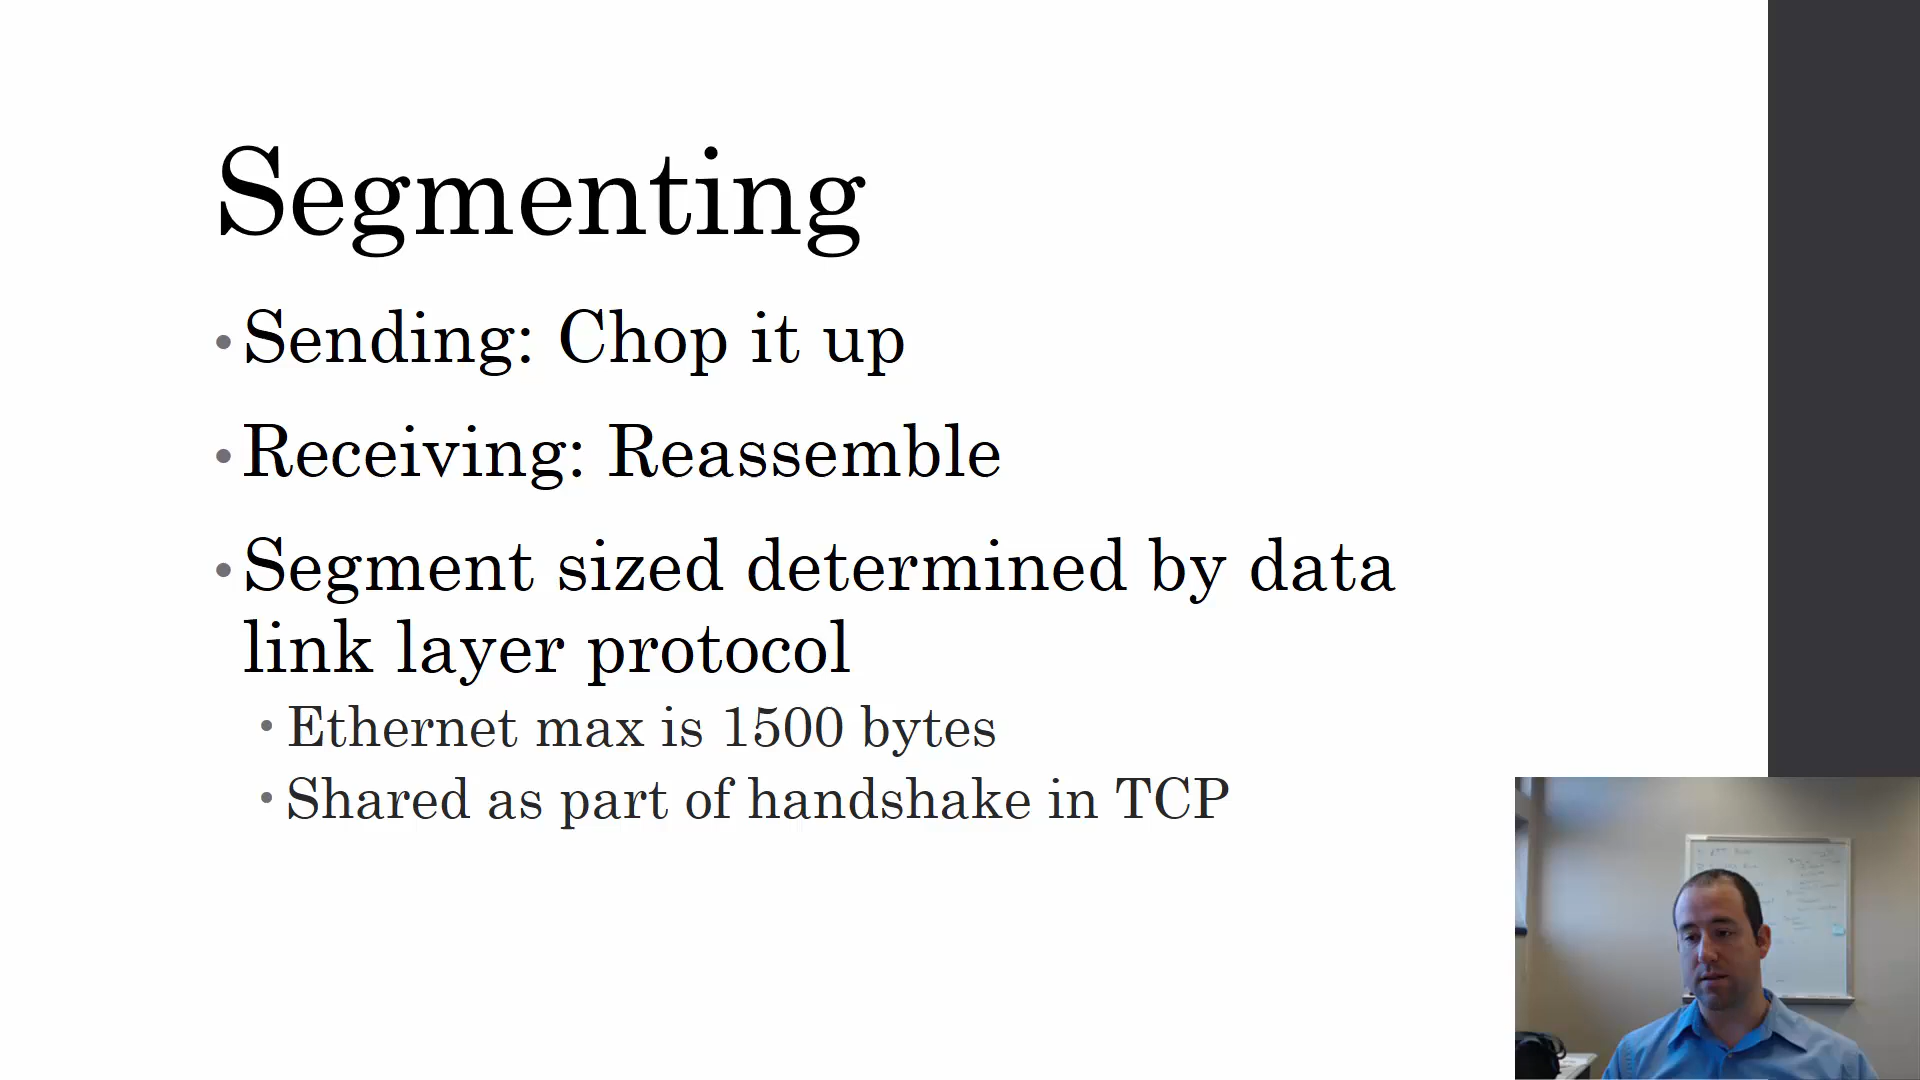 Segmenting
• Sending: Chop it up
• Receiving: Reassemble
• Segment sized determined by data
link layer protocol
• Ethernet max is 1500 bytes
• Shared as part of handshake in TCP